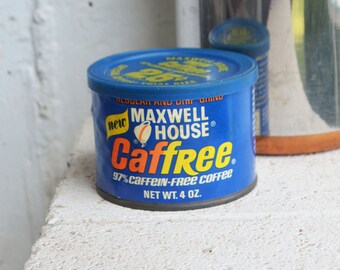 REGULAR AND DRIP GRIND
new
MAXWELL
HOUSE®
CaffRee®
97% CAFFEIN-FREE COFFEE
NET WT. 4 OZ.